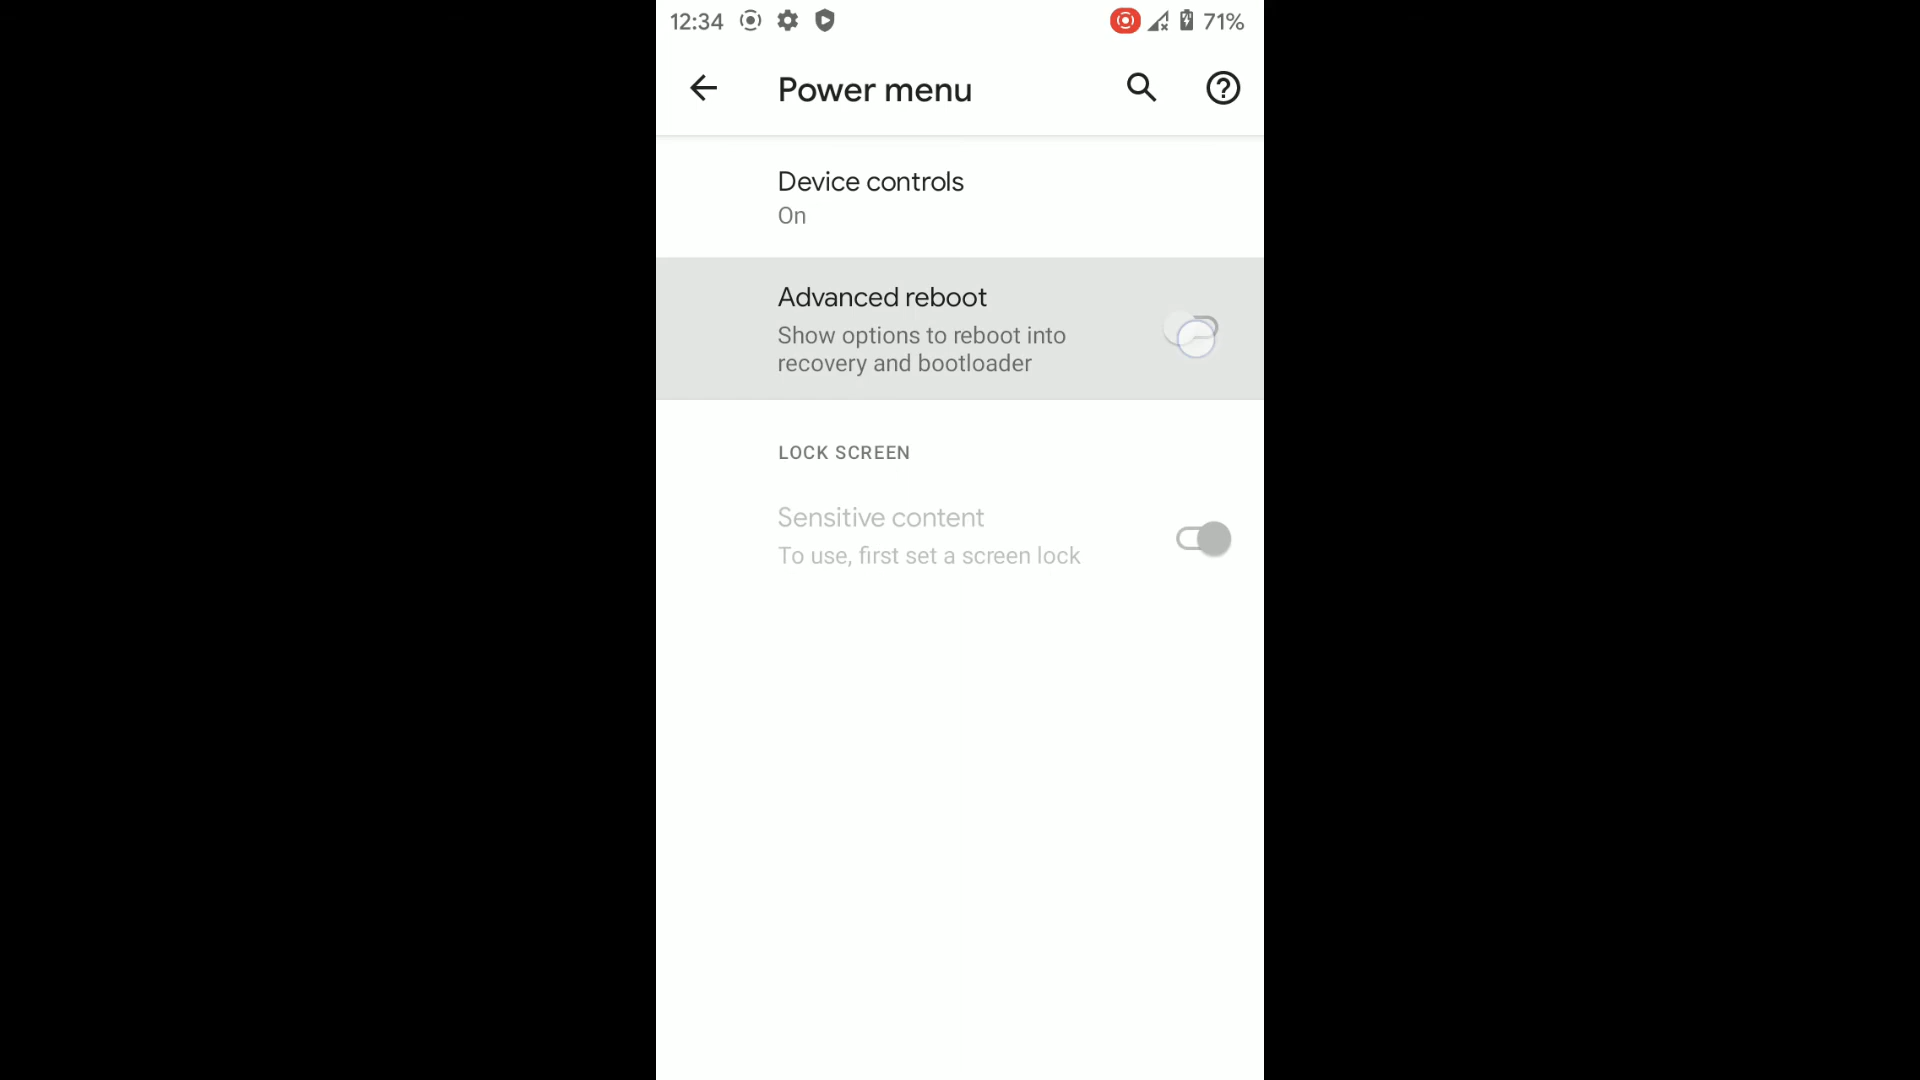 12:34
71%
Power menu
Device controls
On
Advanced reboot
Show options to reboot into
recovery and bootloader
LOCK SCREEN
Sensitive content
To use, first set a screen lock